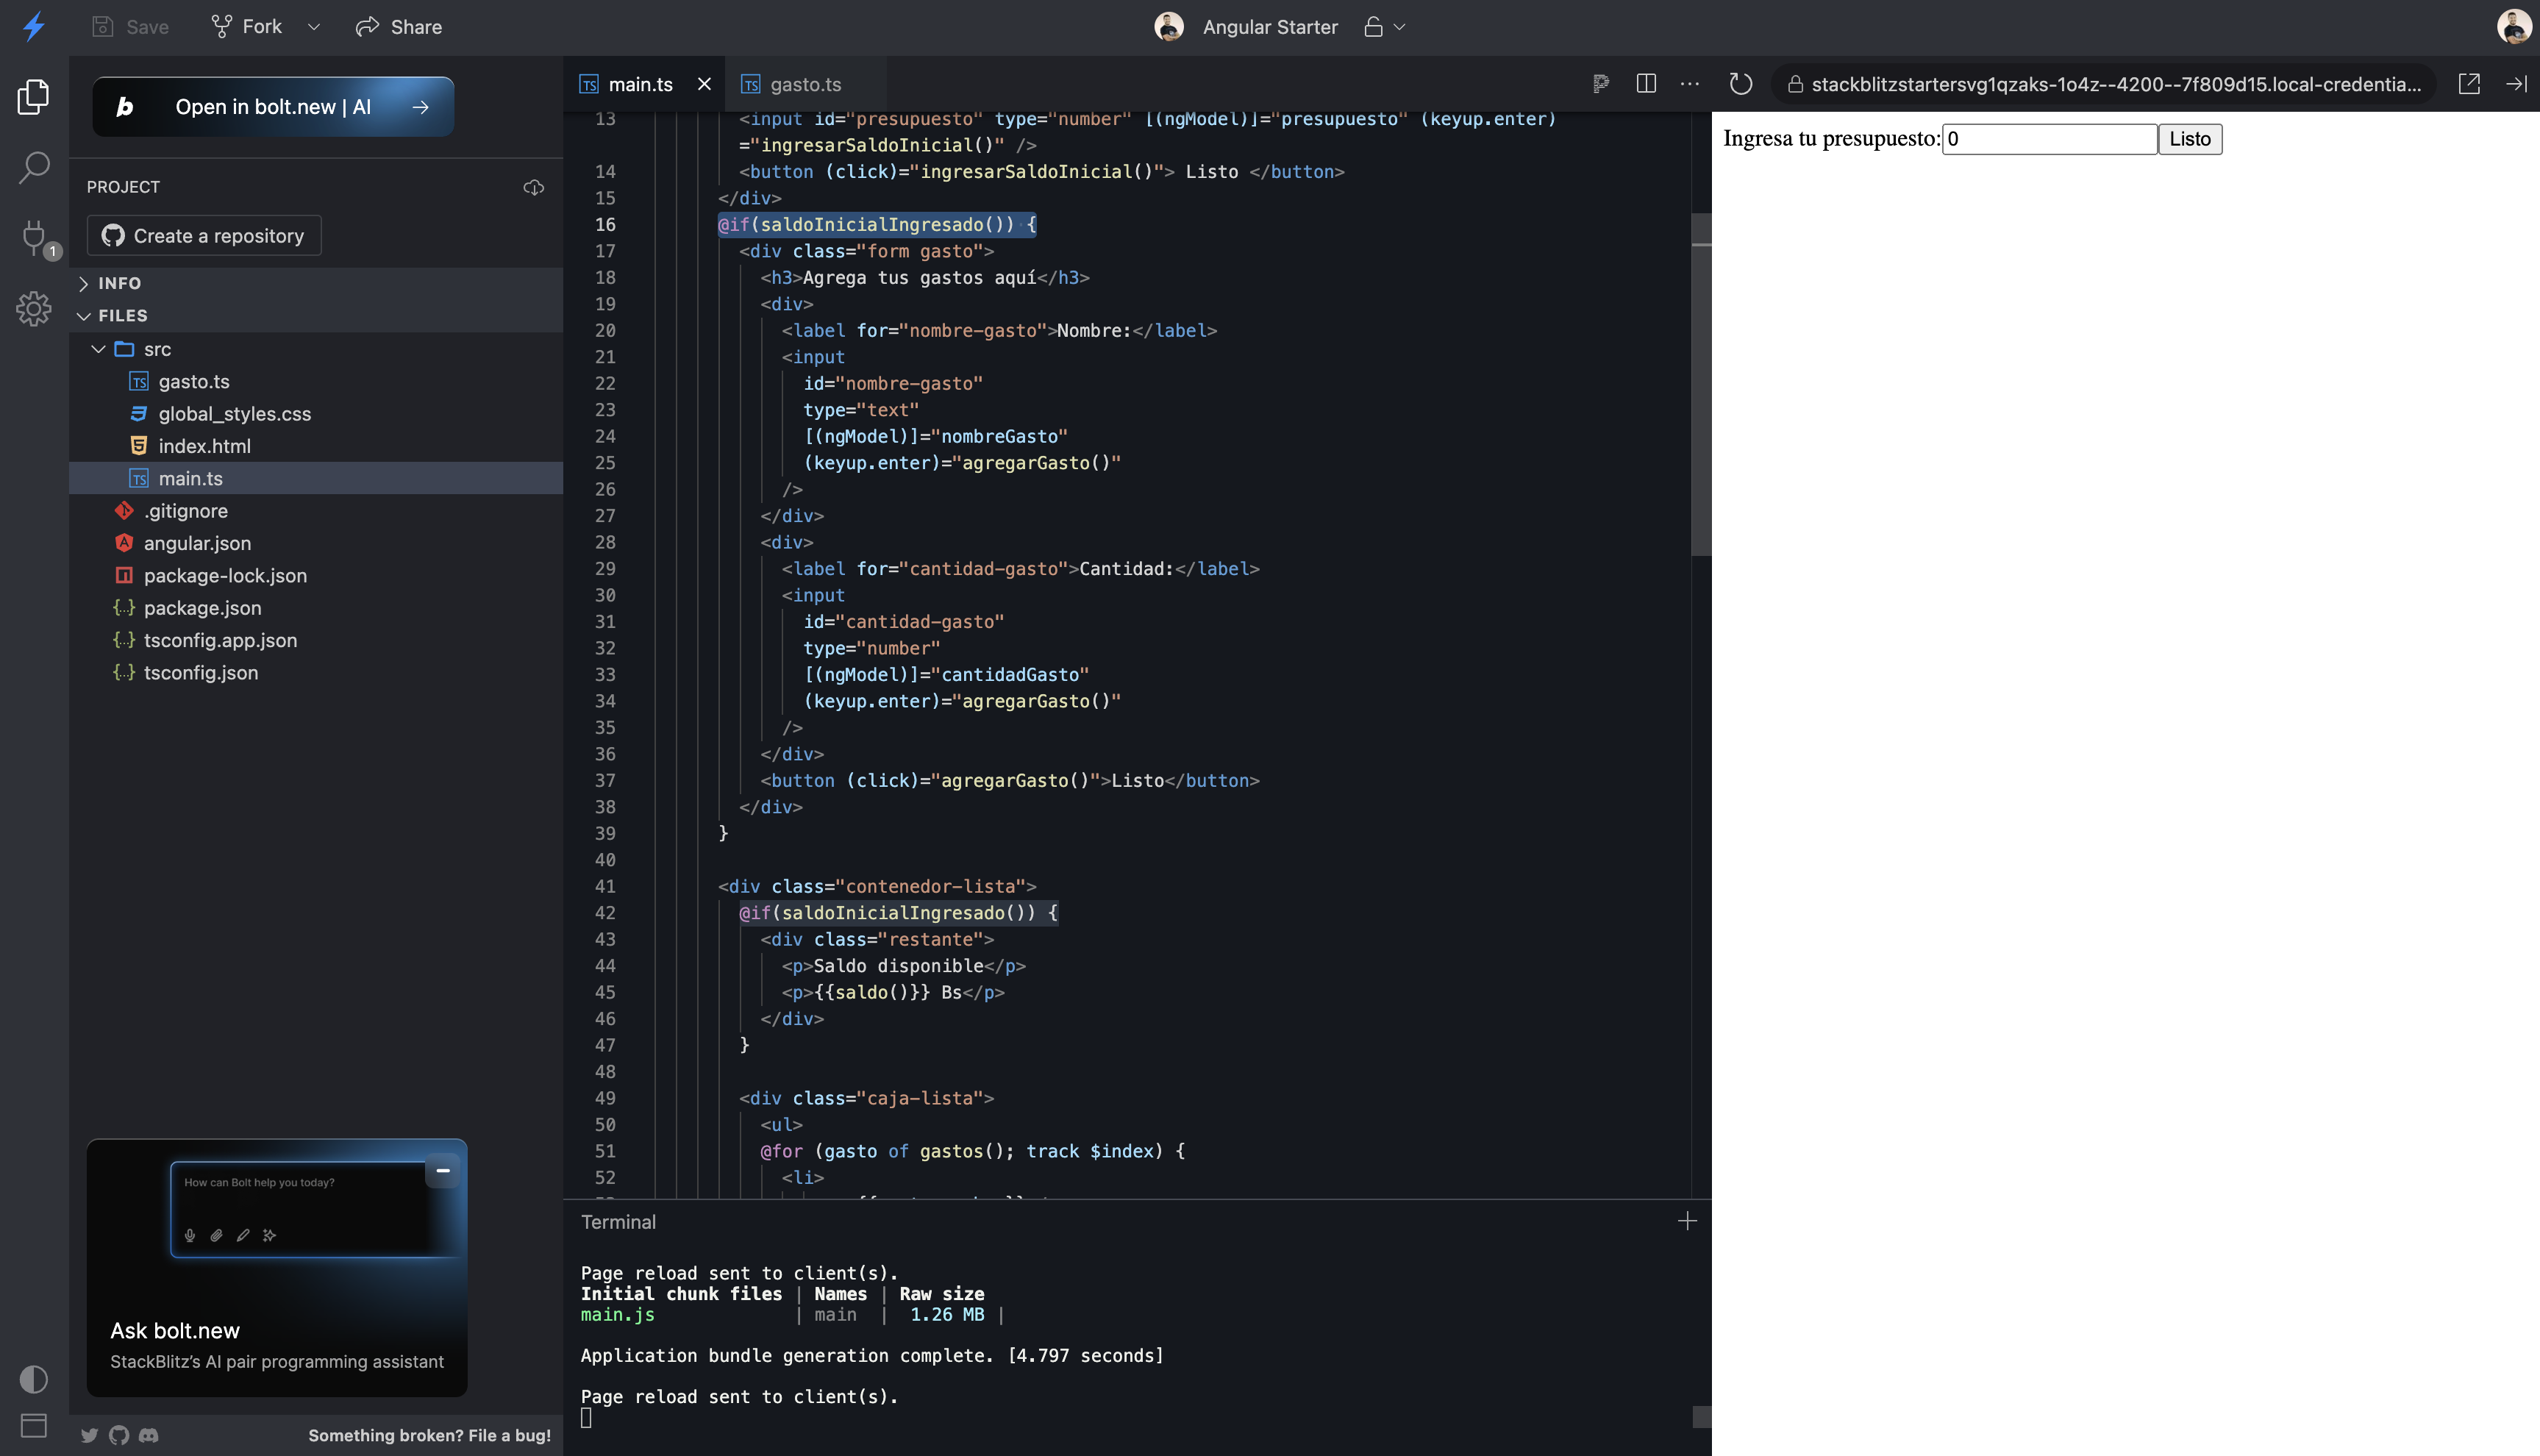 Save Fork Share Angular Starter
Open in bolt.new | AI
PROJECT
Create a repository
1
INFO
FILES
src
gasto.ts
global_styles.css
index.html
main.ts
.gitignore
angular.json
package-lock.json
package.json
tsconfig.app.json
tsconfig.json
How can Bolt help you today?
Ask bolt.new
StackBlitz's AI pair programming assistant
Something broken? File a bug!
main.ts gasto.ts
13 <input id="presupuesto" type="number" [(ngModel)]="presupuesto" (keyup.enter)
="ingresarSaldoInicial()" />
14 <button (click)="ingresarSaldoInicial()"> Listo </button>
15 </div>
16 @if(saldoInicialIngresado()) {
17 <div class="form gasto">
18 <h3>Agrega tus gastos aquí</h3>
19 <div>
20 <label for="nombre-gasto">Nombre:</label>
21 <input
22 id="nombre-gasto"
23 type="text"
24 [(ngModel)]="nombreGasto"
25 (keyup.enter)="agregarGasto()"
26 />
27 </div>
28 <div>
29 <label for="cantidad-gasto">Cantidad:</label>
30 <input
31 id="cantidad-gasto"
32 type="number"
33 [(ngModel)]="cantidadGasto"
34 (keyup.enter)="agregarGasto()"
35 />
36 </div>
37 <button (click)="agregarGasto()">Listo</button>
38 </div>
39 }
40
41 <div class="contenedor-lista">
42 @if(saldoInicialIngresado()) {
43 <div class="restante">
44 <p>Saldo disponible</p>
45 <p>{{saldo()}} Bs</p>
46 </div>
47 }
48
49 <div class="caja-lista">
50 <ul>
51 @for (gasto of gastos(); track $index) {
52 <li>
Terminal
Page reload sent to client(s).
Initial chunk files | Names | Raw size
main.js | main | 1.26 MB |
Application bundle generation complete. [4.797 seconds]
Page reload sent to client(s).
stackblitzstartersvg1qzaks-1o4z--4200--7f809d15.local-credentia...
Ingresa tu presupuesto: 0 Listo